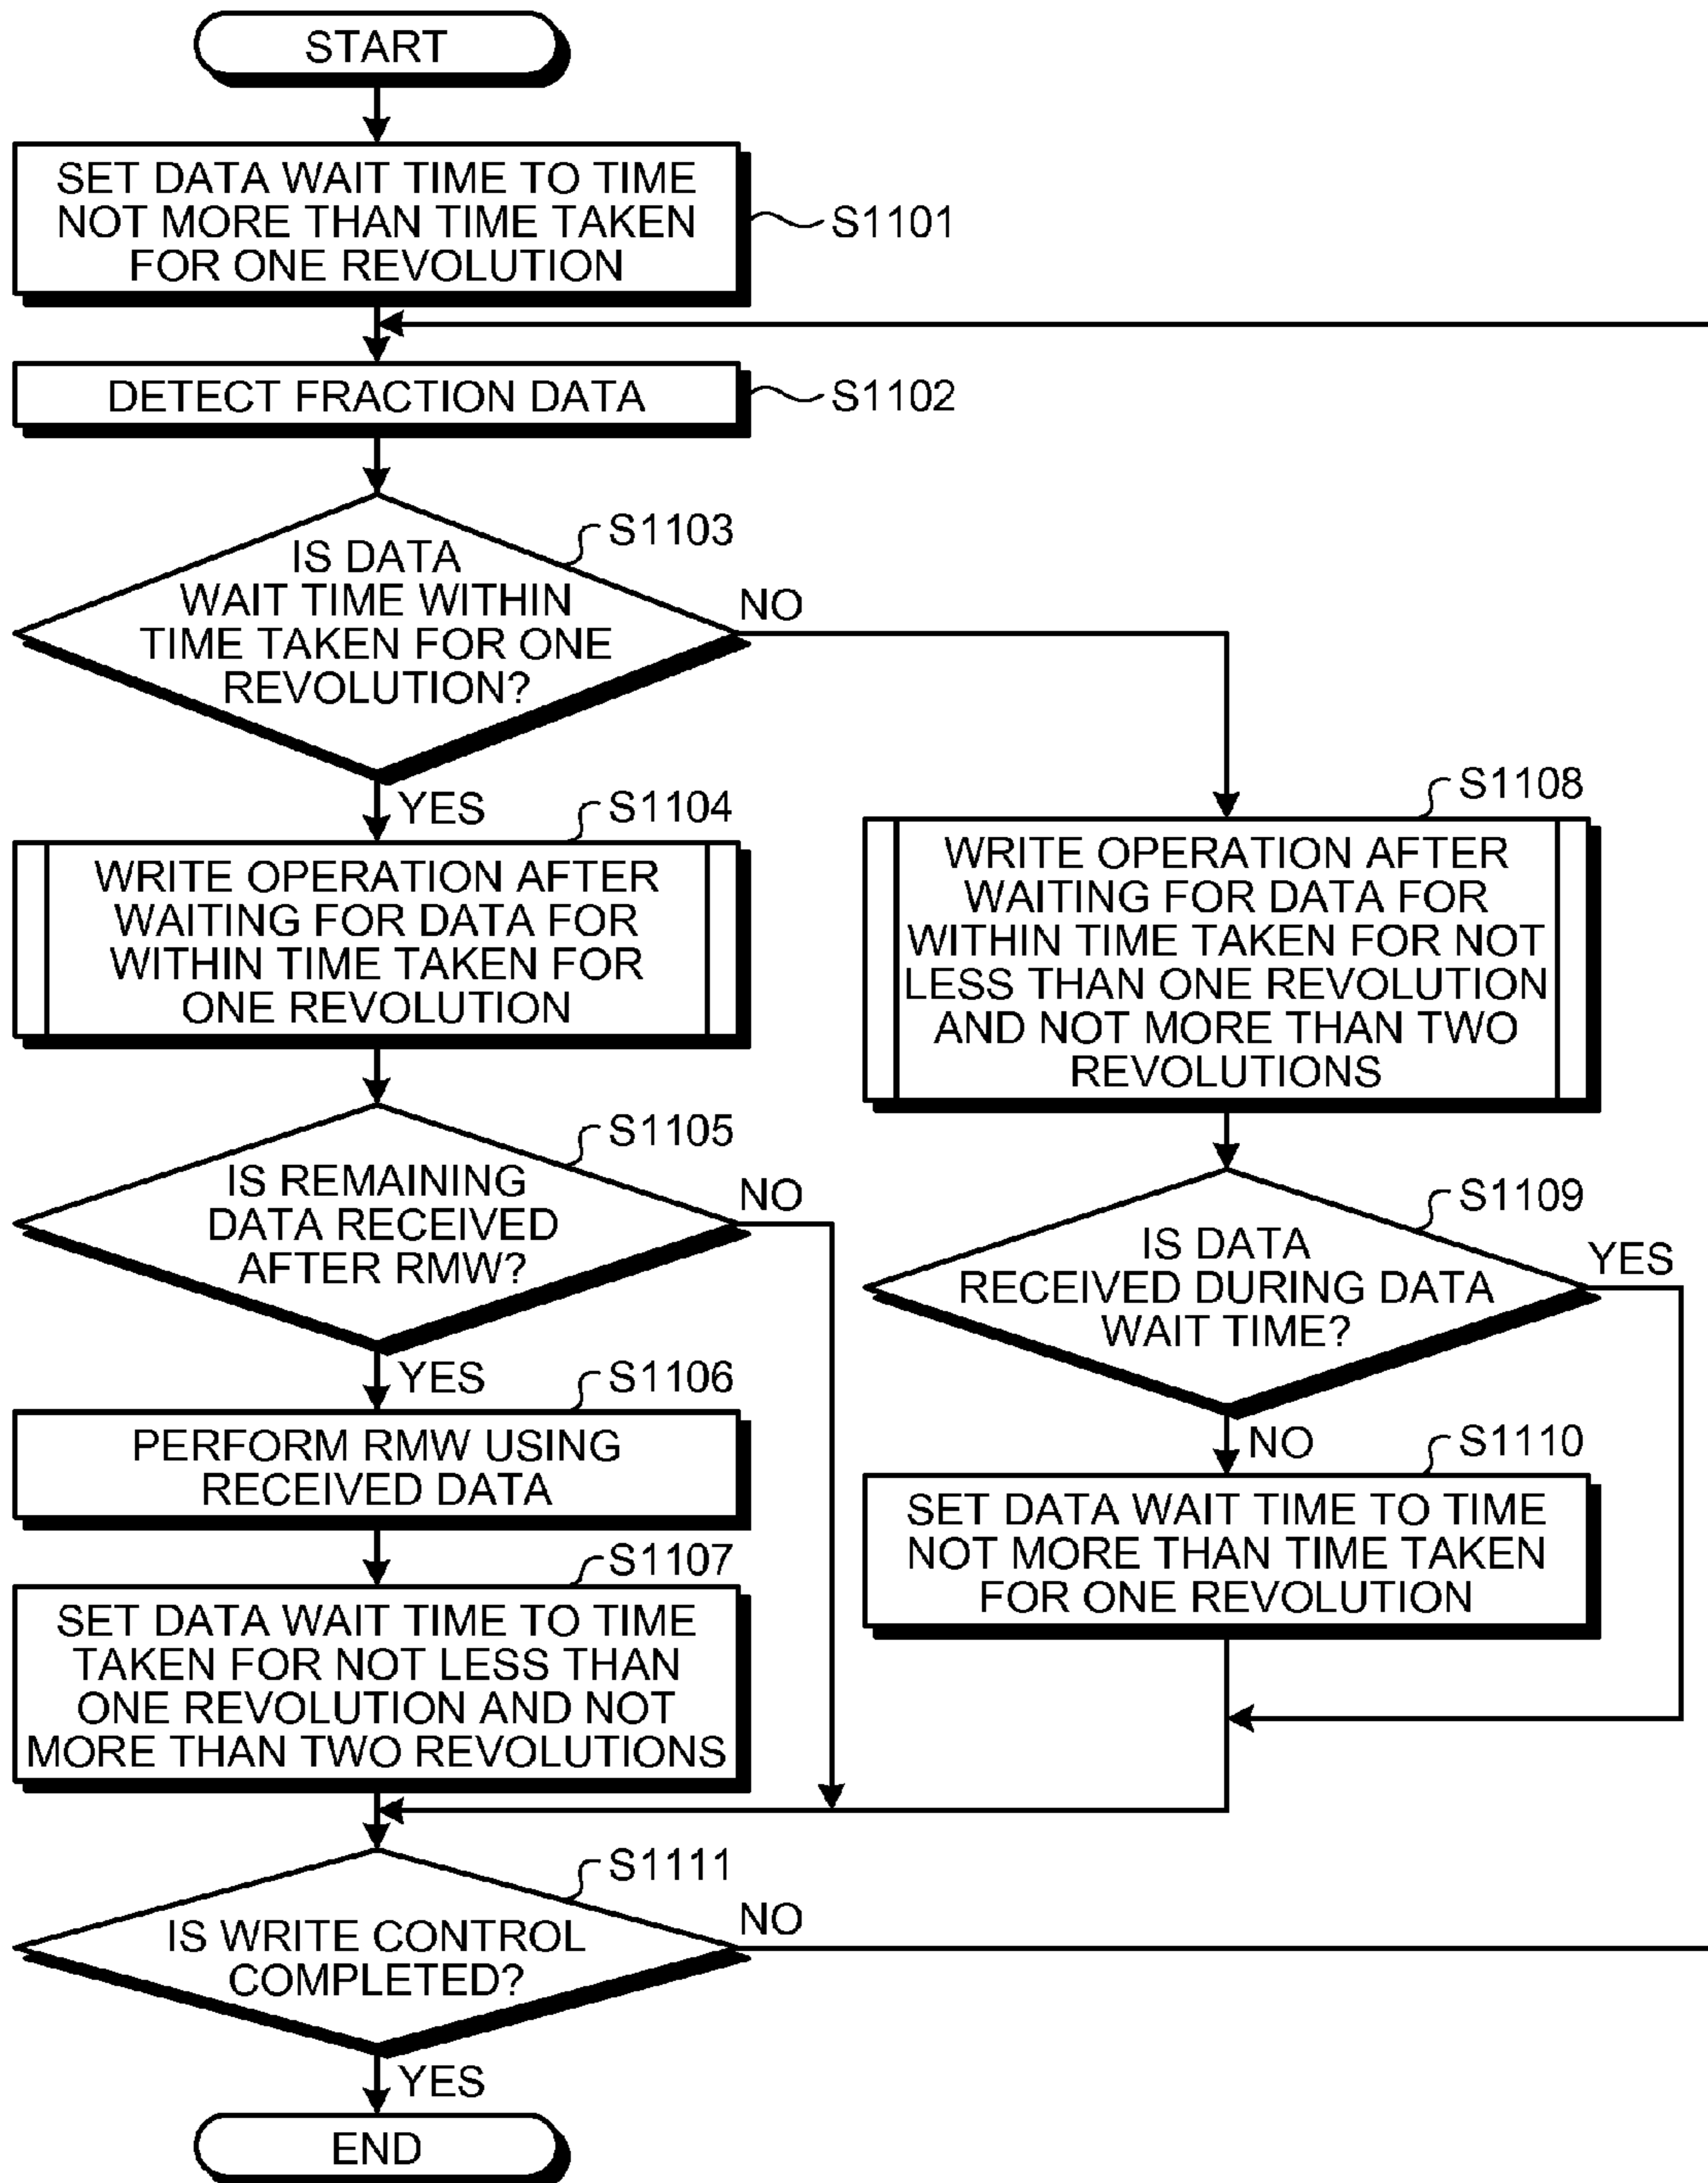 START
SET DATA WAIT TIME TO TIME
NOT MORE THAN TIME TAKEN
FOR ONE REVOLUTION
S1101
DETECT FRACTION DATA
S1102
S1103
IS DATA
WAIT TIME WITHIN
TIME TAKEN FOR ONE
REVOLUTION?
NO
YES
S1104
WRITE OPERATION AFTER
WAITING FOR DATA FOR
WITHIN TIME TAKEN FOR
ONE REVOLUTION
S1105
IS REMAINING
DATA RECEIVED
AFTER RMW?
NO
YES
S1106
PERFORM RMW USING
RECEIVED DATA
S1107
SET DATA WAIT TIME TO TIME
TAKEN FOR NOT LESS THAN
ONE REVOLUTION AND NOT
MORE THAN TWO REVOLUTIONS
S1108
WRITE OPERATION AFTER
WAITING FOR DATA FOR
WITHIN TIME TAKEN FOR NOT
LESS THAN ONE REVOLUTION
AND NOT MORE THAN TWO
REVOLUTIONS
S1109
IS DATA
RECEIVED DURING DATA
WAIT TIME?
YES
NO
S1110
SET DATA WAIT TIME TO TIME
NOT MORE THAN TIME TAKEN
FOR ONE REVOLUTION
S1111
IS WRITE CONTROL
COMPLETED?
NO
YES
END